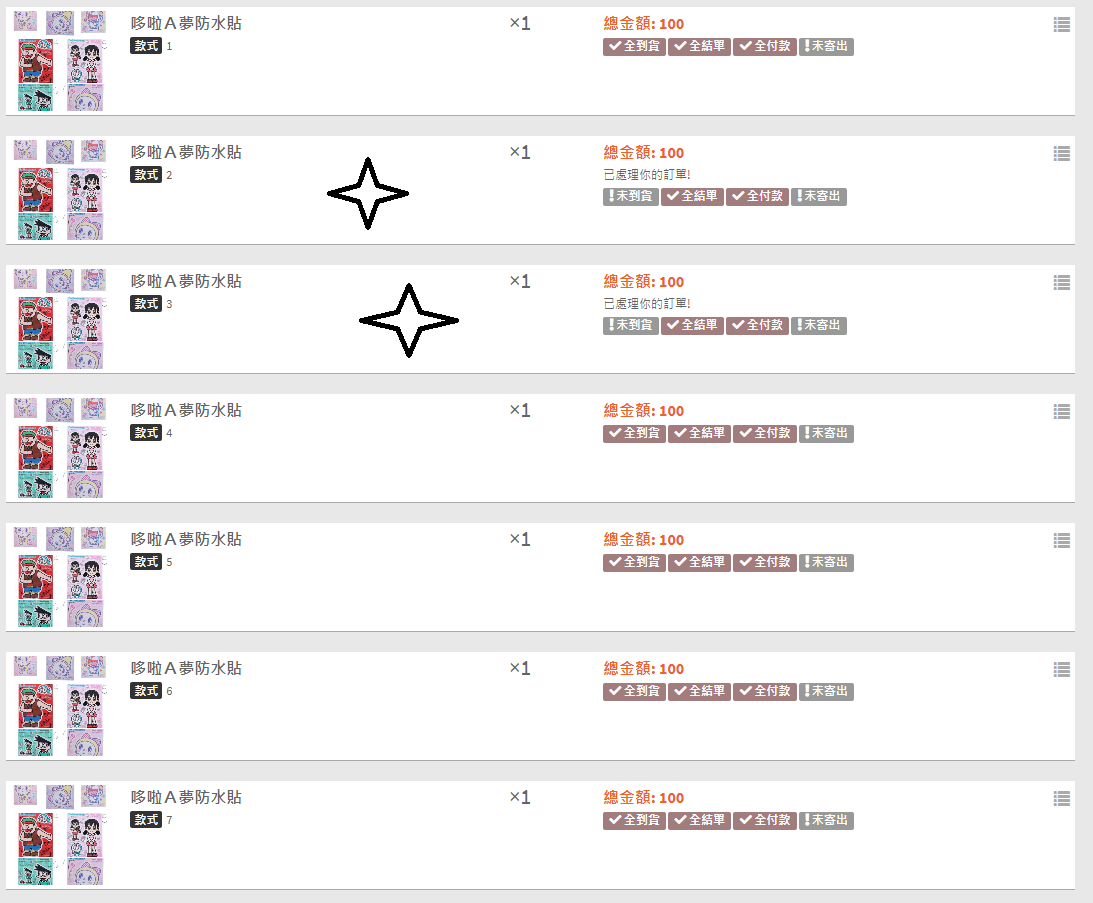 哆啦A夢防水貼 ×1 總金額: 100
款式 1 全到貨 全結單 全付款 未寄出
哆啦A夢防水貼 ×1 總金額: 100
款式 2 已處理你的訂單!
未到貨 全結單 全付款 未寄出
哆啦A夢防水貼 ×1 總金額: 100
款式 3 已處理你的訂單!
未到貨 全結單 全付款 未寄出
哆啦A夢防水貼 ×1 總金額: 100
款式 4 全到貨 全結單 全付款 未寄出
哆啦A夢防水貼 ×1 總金額: 100
款式 5 全到貨 全結單 全付款 未寄出
哆啦A夢防水貼 ×1 總金額: 100
款式 6 全到貨 全結單 全付款 未寄出
哆啦A夢防水貼 ×1 總金額: 100
款式 7 全到貨 全結單 全付款 未寄出